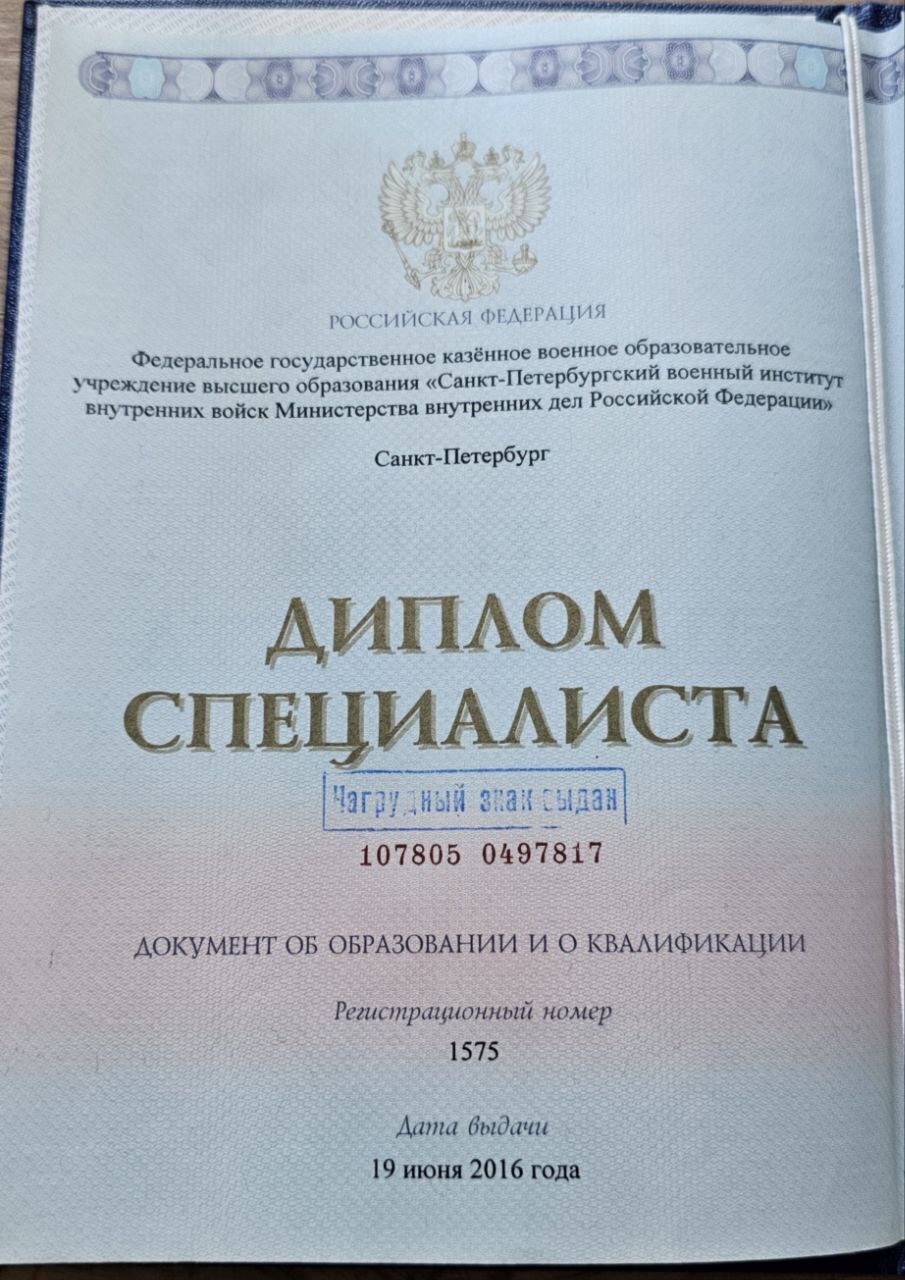 РОССИЙСКАЯ ФЕДЕРАЦИЯ
Федеральное государственное казённое военное образовательное
учреждение высшего образования «Санкт-Петербургский военный институт
внутренних войск Министерства внутренних дел Российской Федерации»
Санкт-Петербург
ДИПЛОМ
СПЕЦИАЛИСТА
Нагрудный знак выдан
107805 0497817
ДОКУМЕНТ ОБ ОБРАЗОВАНИИ И О КВАЛИФИКАЦИИ
Регистрационный номер
1575
Дата выдачи
19 июня 2016 года